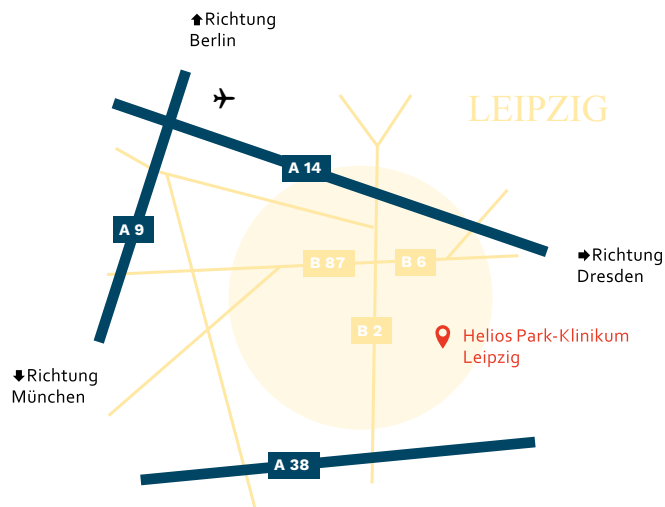 Richtung
Berlin
LEIPZIG
A 14
A 9
B 87
B 6
Richtung
Dresden
B 2
Helios Park-Klinikum
Leipzig
Richtung
München
A 38